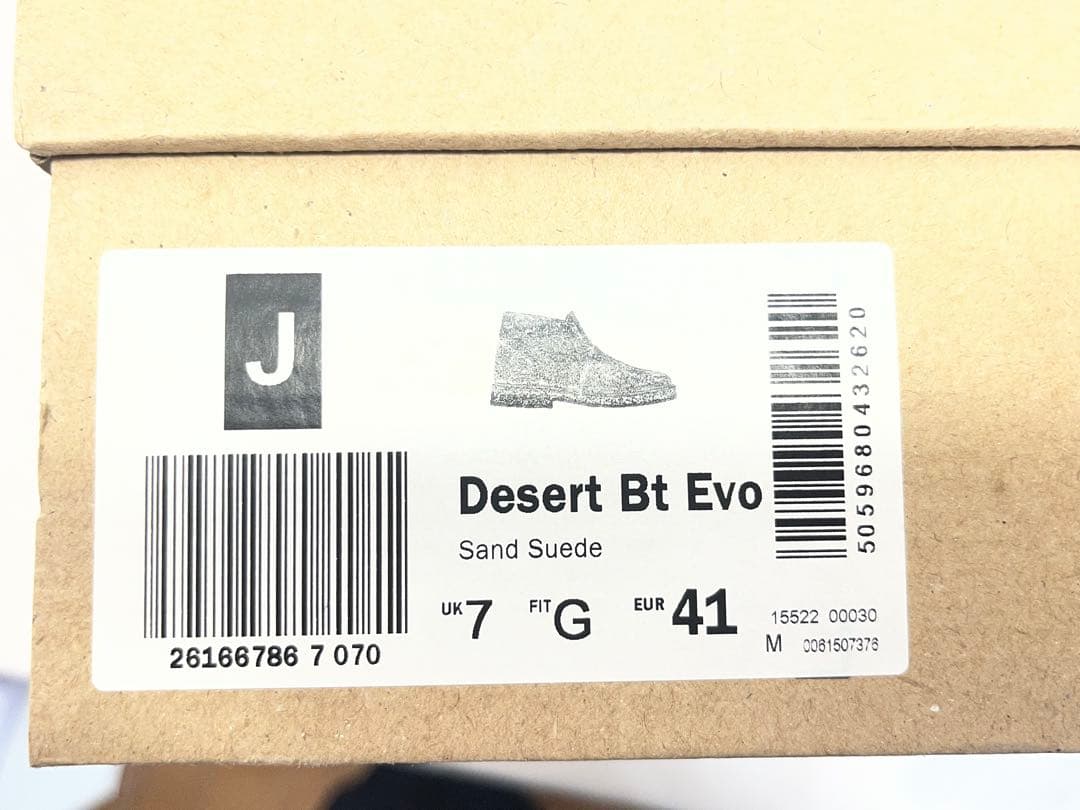 J
26166786 7 070
Desert Bt Evo
Sand Suede
UK 7 FIT G EUR 41
5059680432620
15522 00030
M 0061507376